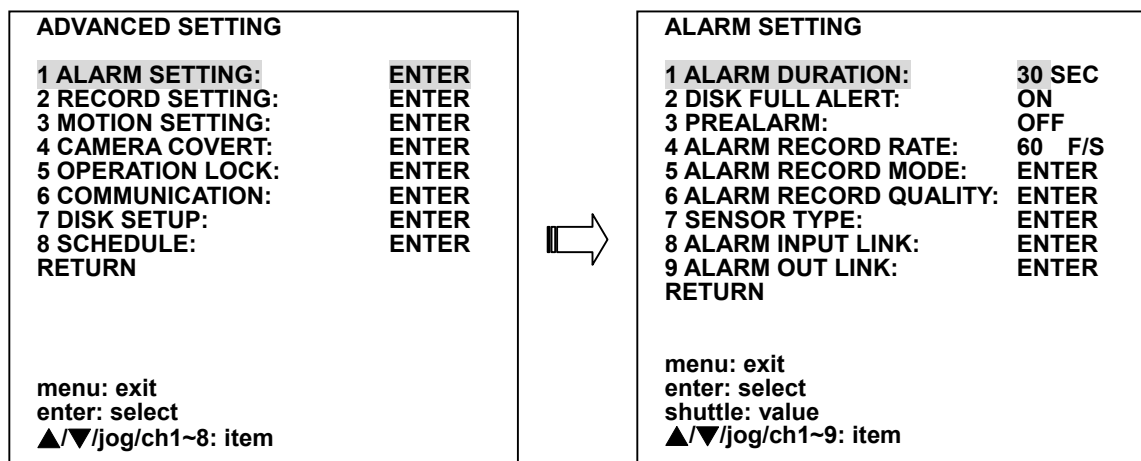 ADVANCED SETTING
1 ALARM SETTING: ENTER
2 RECORD SETTING: ENTER
3 MOTION SETTING: ENTER
4 CAMERA COVERT: ENTER
5 OPERATION LOCK: ENTER
6 COMMUNICATION: ENTER
7 DISK SETUP: ENTER
8 SCHEDULE: ENTER
RETURN
menu: exit
enter: select
▲/▼/jog/ch1~8: item
ALARM SETTING
1 ALARM DURATION: 30 SEC
2 DISK FULL ALERT: ON
3 PREALARM: OFF
4 ALARM RECORD RATE: 60 F/S
5 ALARM RECORD MODE: ENTER
6 ALARM RECORD QUALITY: ENTER
7 SENSOR TYPE: ENTER
8 ALARM INPUT LINK: ENTER
9 ALARM OUT LINK: ENTER
RETURN
menu: exit
enter: select
shuttle: value
▲/▼/jog/ch1~9: item